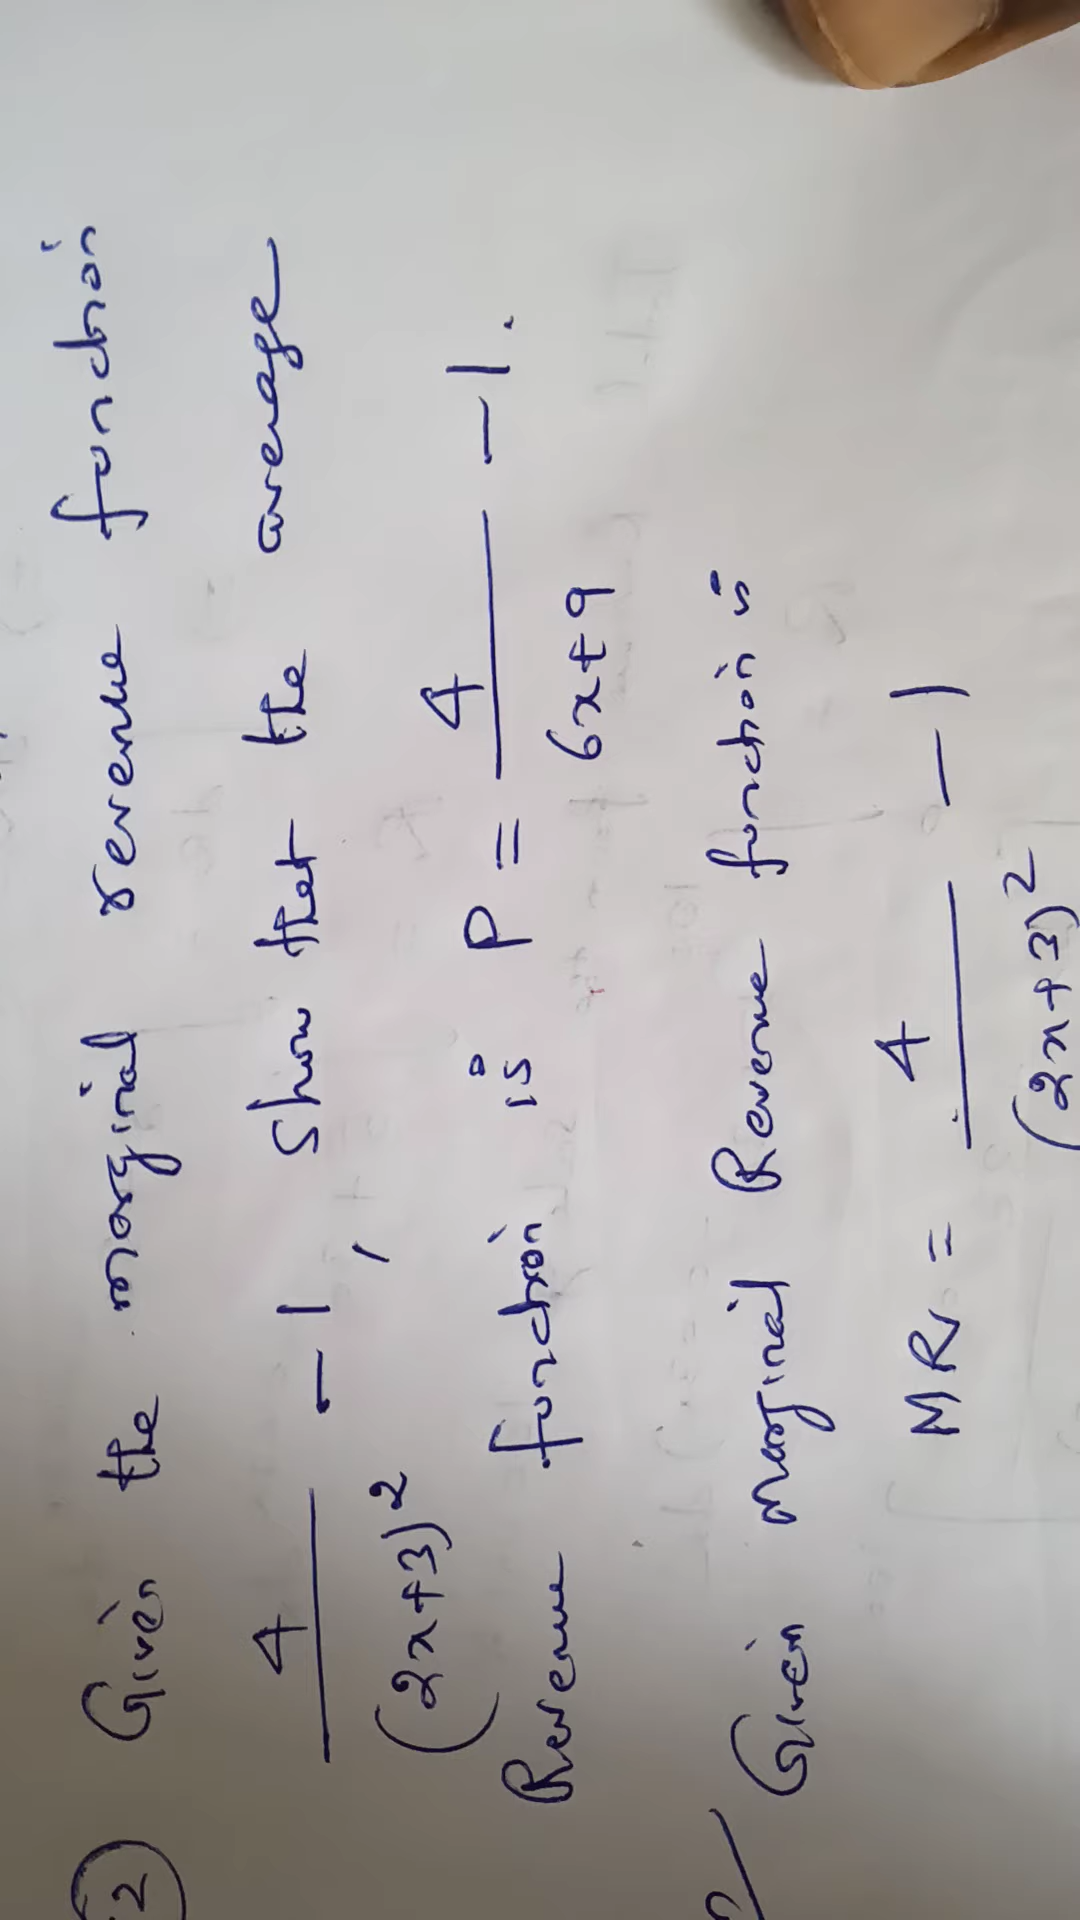 2 Given the marginal revenue function
4/(2x+3)² - 1, show that the average
Revenue function is P = 4/6x+9 - 1.
Given marginal Revenue function is
MR = 4/(2x+3)² - 1